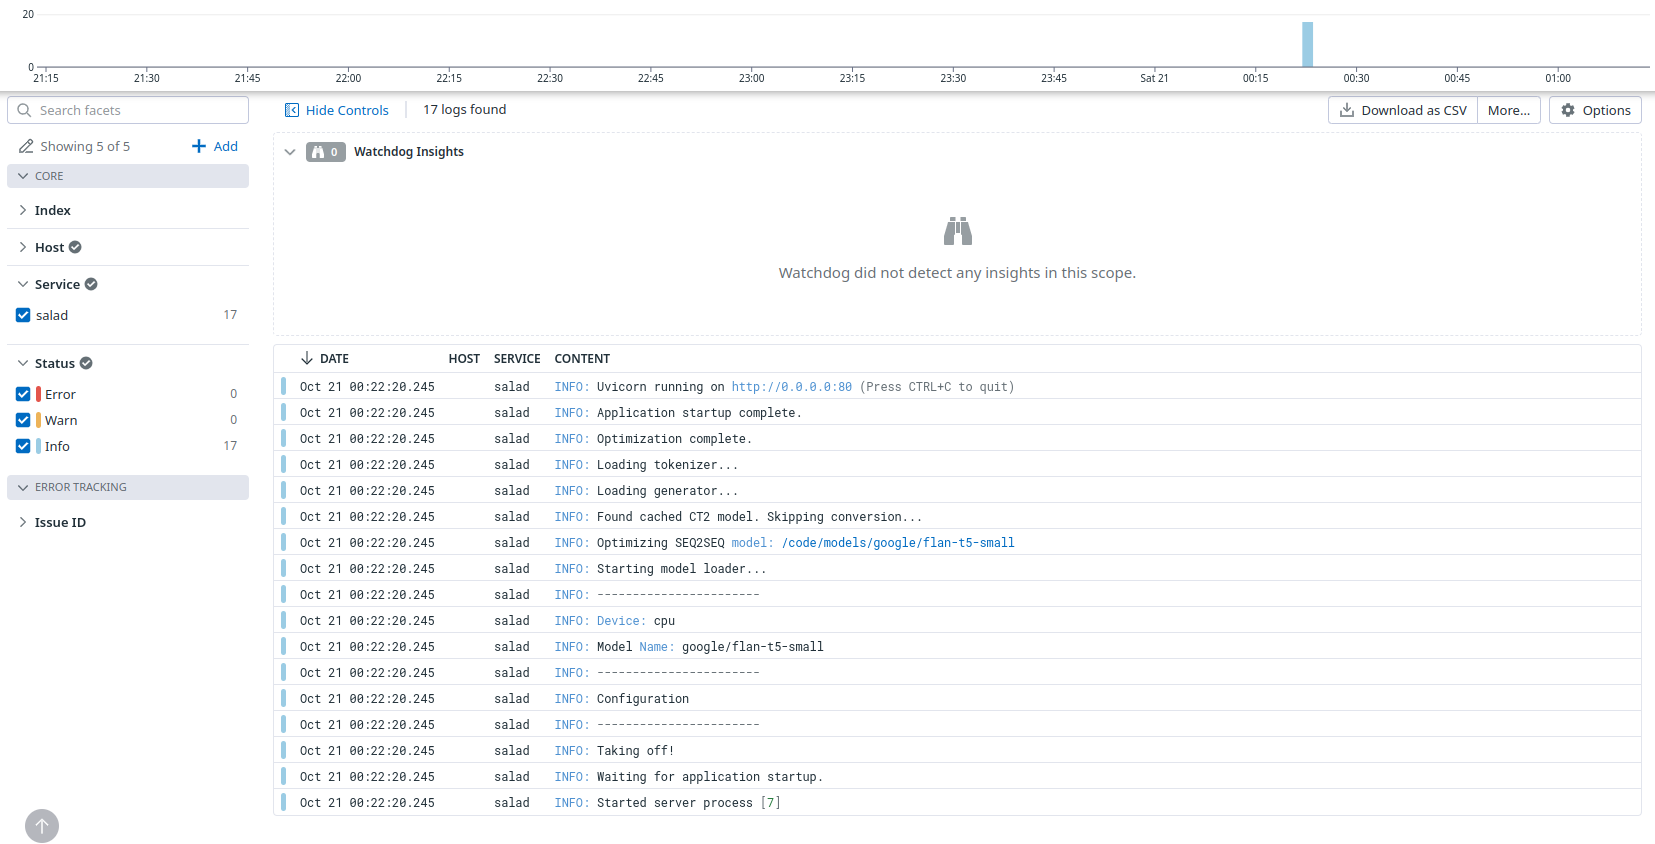 20
0
21:15 21:30 21:45 22:00 22:15 22:30 22:45 23:00 23:15 23:30 23:45 Sat 21 00:15 00:30 00:45 01:00
Search facets
Hide Controls
17 logs found
Download as CSV
More...
Options
Showing 5 of 5
Add
CORE
Index
Host
Service
salad 17
Status
Error 0
Warn 0
Info 17
ERROR TRACKING
Issue ID
0 Watchdog Insights
Watchdog did not detect any insights in this scope.
DATE HOST SERVICE CONTENT
Oct 21 00:22:20.245 salad INFO: Uvicorn running on http://0.0.0.0:80 (Press CTRL+C to quit)
Oct 21 00:22:20.245 salad INFO: Application startup complete.
Oct 21 00:22:20.245 salad INFO: Optimization complete.
Oct 21 00:22:20.245 salad INFO: Loading tokenizer...
Oct 21 00:22:20.245 salad INFO: Loading generator...
Oct 21 00:22:20.245 salad INFO: Found cached CT2 model. Skipping conversion...
Oct 21 00:22:20.245 salad INFO: Optimizing SEQ2SEQ model: /code/models/google/flan-t5-small
Oct 21 00:22:20.245 salad INFO: Starting model loader...
Oct 21 00:22:20.245 salad INFO: -----------------------
Oct 21 00:22:20.245 salad INFO: Device: cpu
Oct 21 00:22:20.245 salad INFO: Model Name: google/flan-t5-small
Oct 21 00:22:20.245 salad INFO: -----------------------
Oct 21 00:22:20.245 salad INFO: Configuration
Oct 21 00:22:20.245 salad INFO: -----------------------
Oct 21 00:22:20.245 salad INFO: Taking off!
Oct 21 00:22:20.245 salad INFO: Waiting for application startup.
Oct 21 00:22:20.245 salad INFO: Started server process [7]